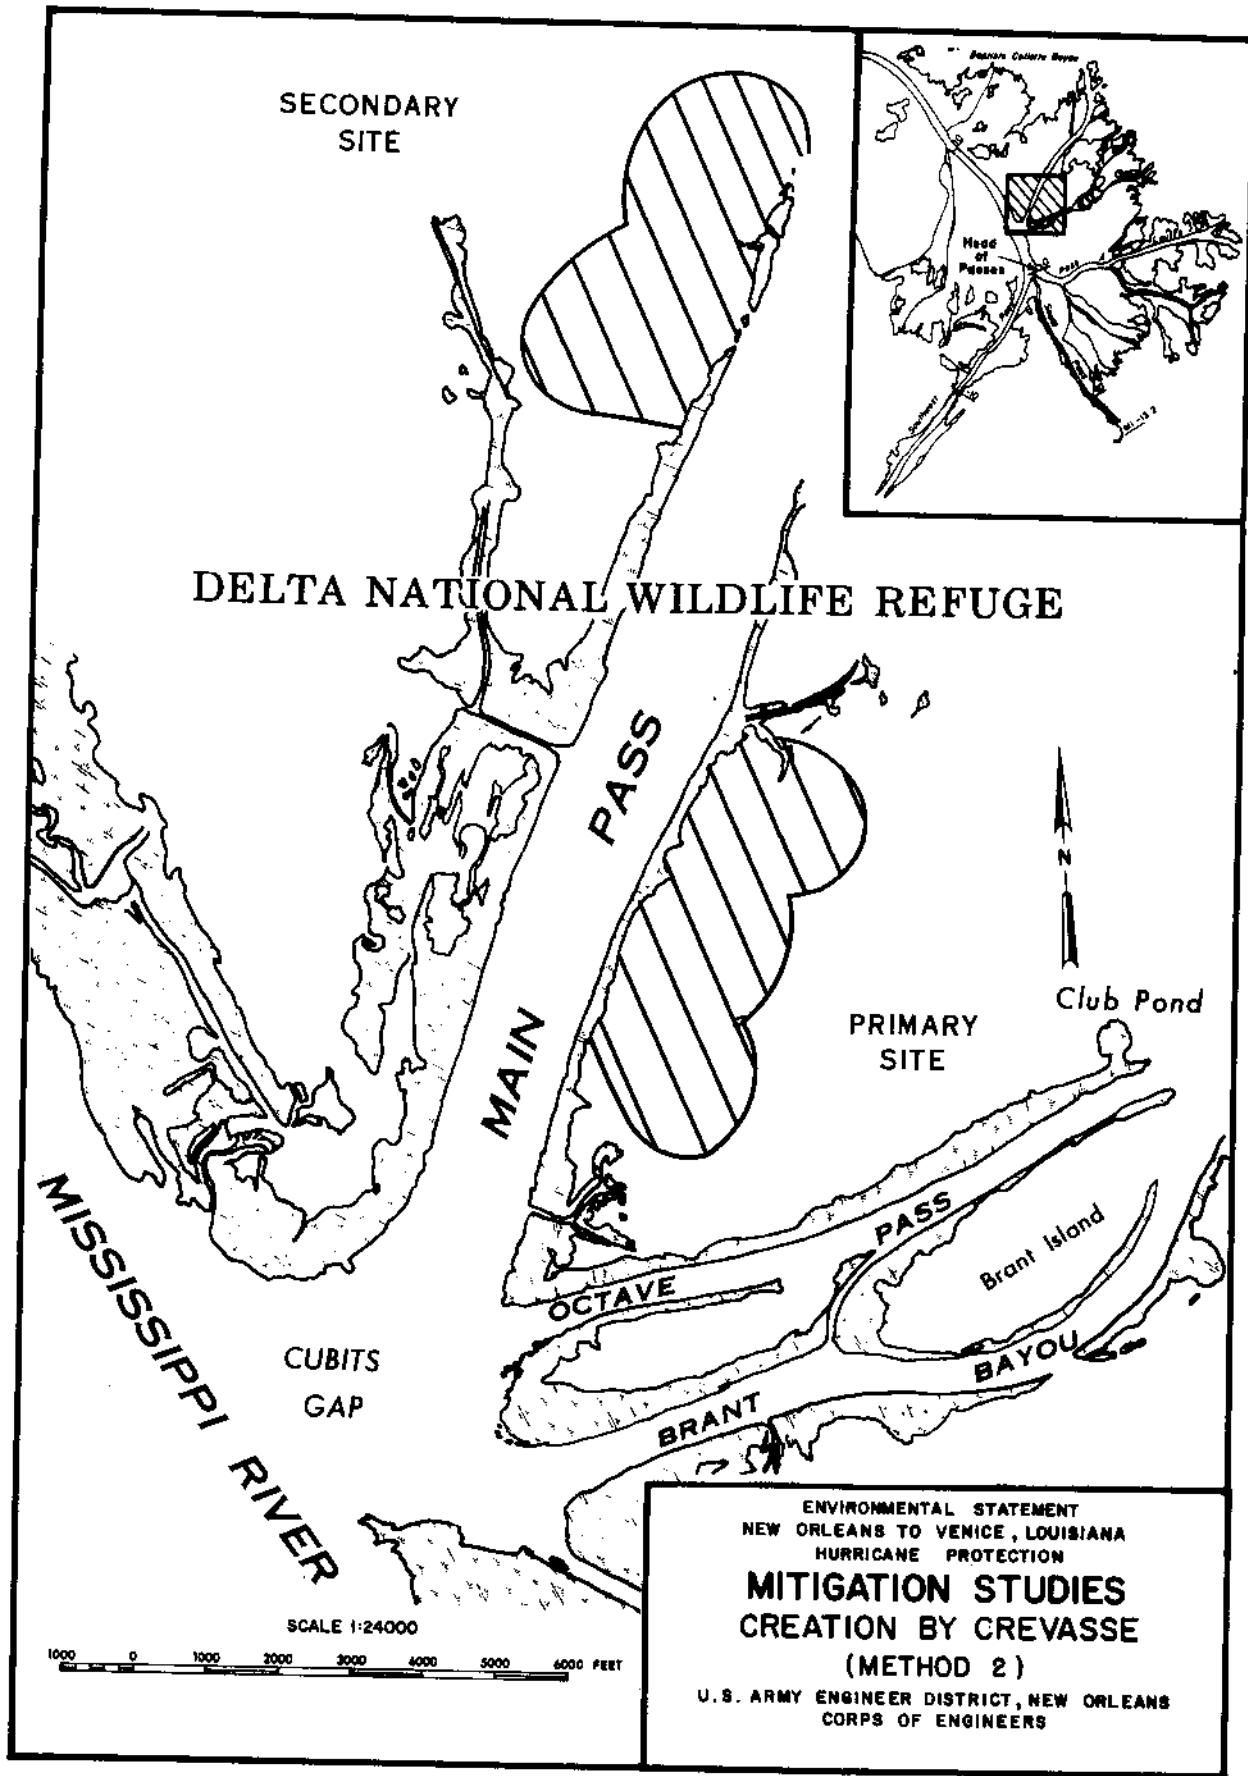 SECONDARY
SITE
Head
of
Passes
Southwest
DELTA NATIONAL WILDLIFE REFUGE
MAIN PASS
N
Club Pond
PRIMARY
SITE
OCTAVE PASS
Brant Island
BRANT BAYOU
MISSISSIPPI RIVER
CUBITS
GAP
SCALE 1:24000
1000 0 1000 2000 3000 4000 5000 6000 FEET
ENVIRONMENTAL STATEMENT
NEW ORLEANS TO VENICE, LOUISIANA
HURRICANE PROTECTION
MITIGATION STUDIES
CREATION BY CREVASSE
(METHOD 2)
U.S. ARMY ENGINEER DISTRICT, NEW ORLEANS
CORPS OF ENGINEERS